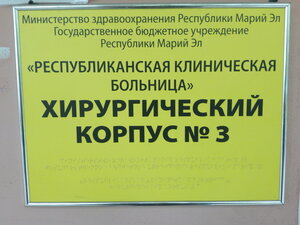 Министерство здравоохранения Республики Марий Эл
Государственное бюджетное учреждение
Республики Марий Эл
«РЕСПУБЛИКАНСКАЯ КЛИНИЧЕСКАЯ
БОЛЬНИЦА»
ХИРУРГИЧЕСКИЙ
КОРПУС № 3